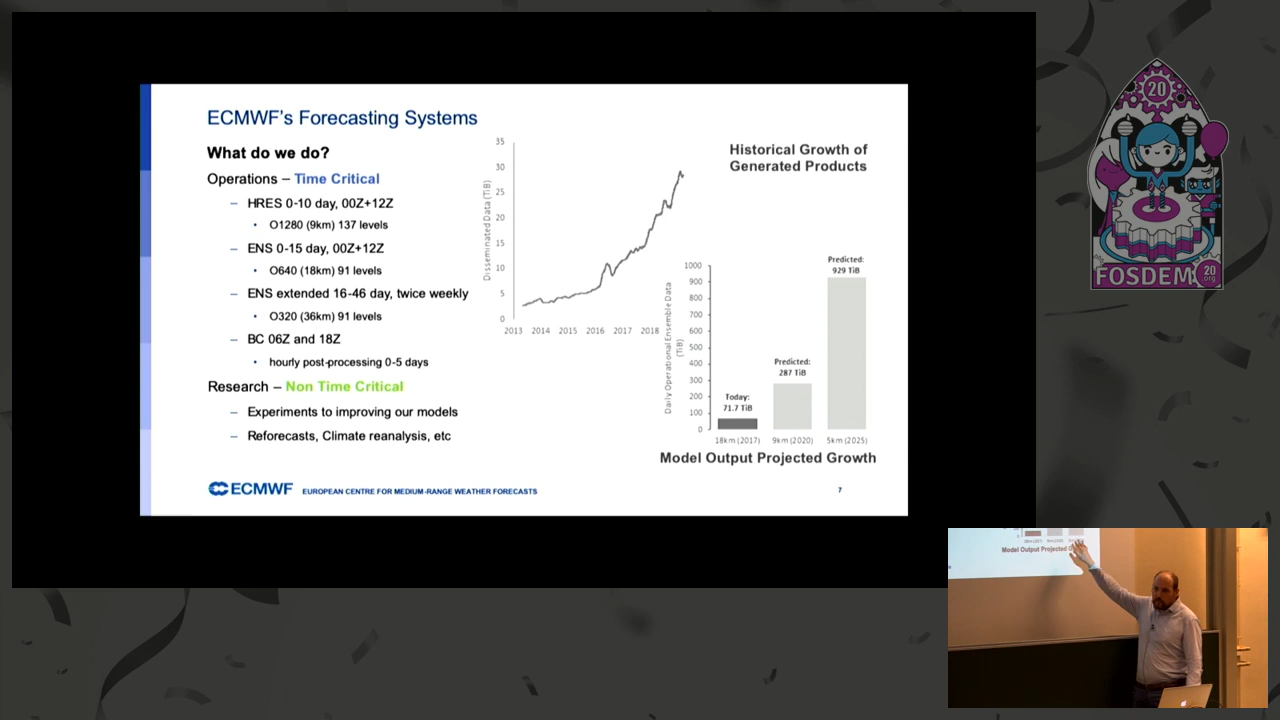 ECMWF's Forecasting Systems
What do we do?
Operations – Time Critical
– HRES 0-10 day, 00Z+12Z
• O1280 (9km) 137 levels
– ENS 0-15 day, 00Z+12Z
• O640 (18km) 91 levels
– ENS extended 16-46 day, twice weekly
• O320 (36km) 91 levels
– BC 06Z and 18Z
• hourly post-processing 0-5 days
Research – Non Time Critical
– Experiments to improving our models
– Reforecasts, Climate reanalysis, etc
Disseminated Data (TiB)
35
30
25
20
15
10
5
0
2013 2014 2015 2016 2017 2018
Historical Growth of
Generated Products
Daily Operational Ensemble Data
(TiB)
1000
900
800
700
600
500
400
300
200
100
0
Today:
71.7 TiB
Predicted:
287 TiB
Predicted:
929 TiB
18km (2017) 9km (2020) 5km (2025)
Model Output Projected Growth
ECMWF EUROPEAN CENTRE FOR MEDIUM-RANGE WEATHER FORECASTS
7
20
FOSDEM 20
.org
Model Output Projected G